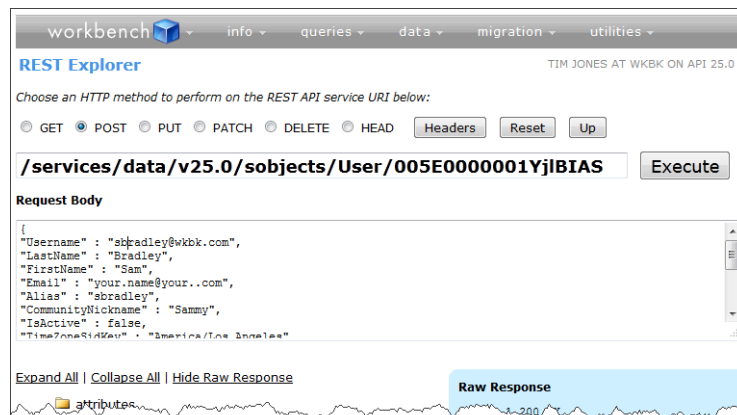 workbench info queries data migration utilities
REST Explorer TIM JONES AT WKBK ON API 25.0
Choose an HTTP method to perform on the REST API service URI below:
GET POST PUT PATCH DELETE HEAD Headers Reset Up
/services/data/v25.0/sobjects/User/005E0000001YjlBIAS Execute
Request Body
{
"Username" : "sbradley@wkbk.com",
"LastName" : "Bradley",
"FirstName" : "Sam",
"Email" : "your.name@your..com",
"Alias" : "sbradley",
"CommunityNickname" : "Sammy",
"IsActive" : false,
"TimeZoneSidKey" : "America/Los_Angeles"
Expand All | Collapse All | Hide Raw Response
Raw Response
attributes